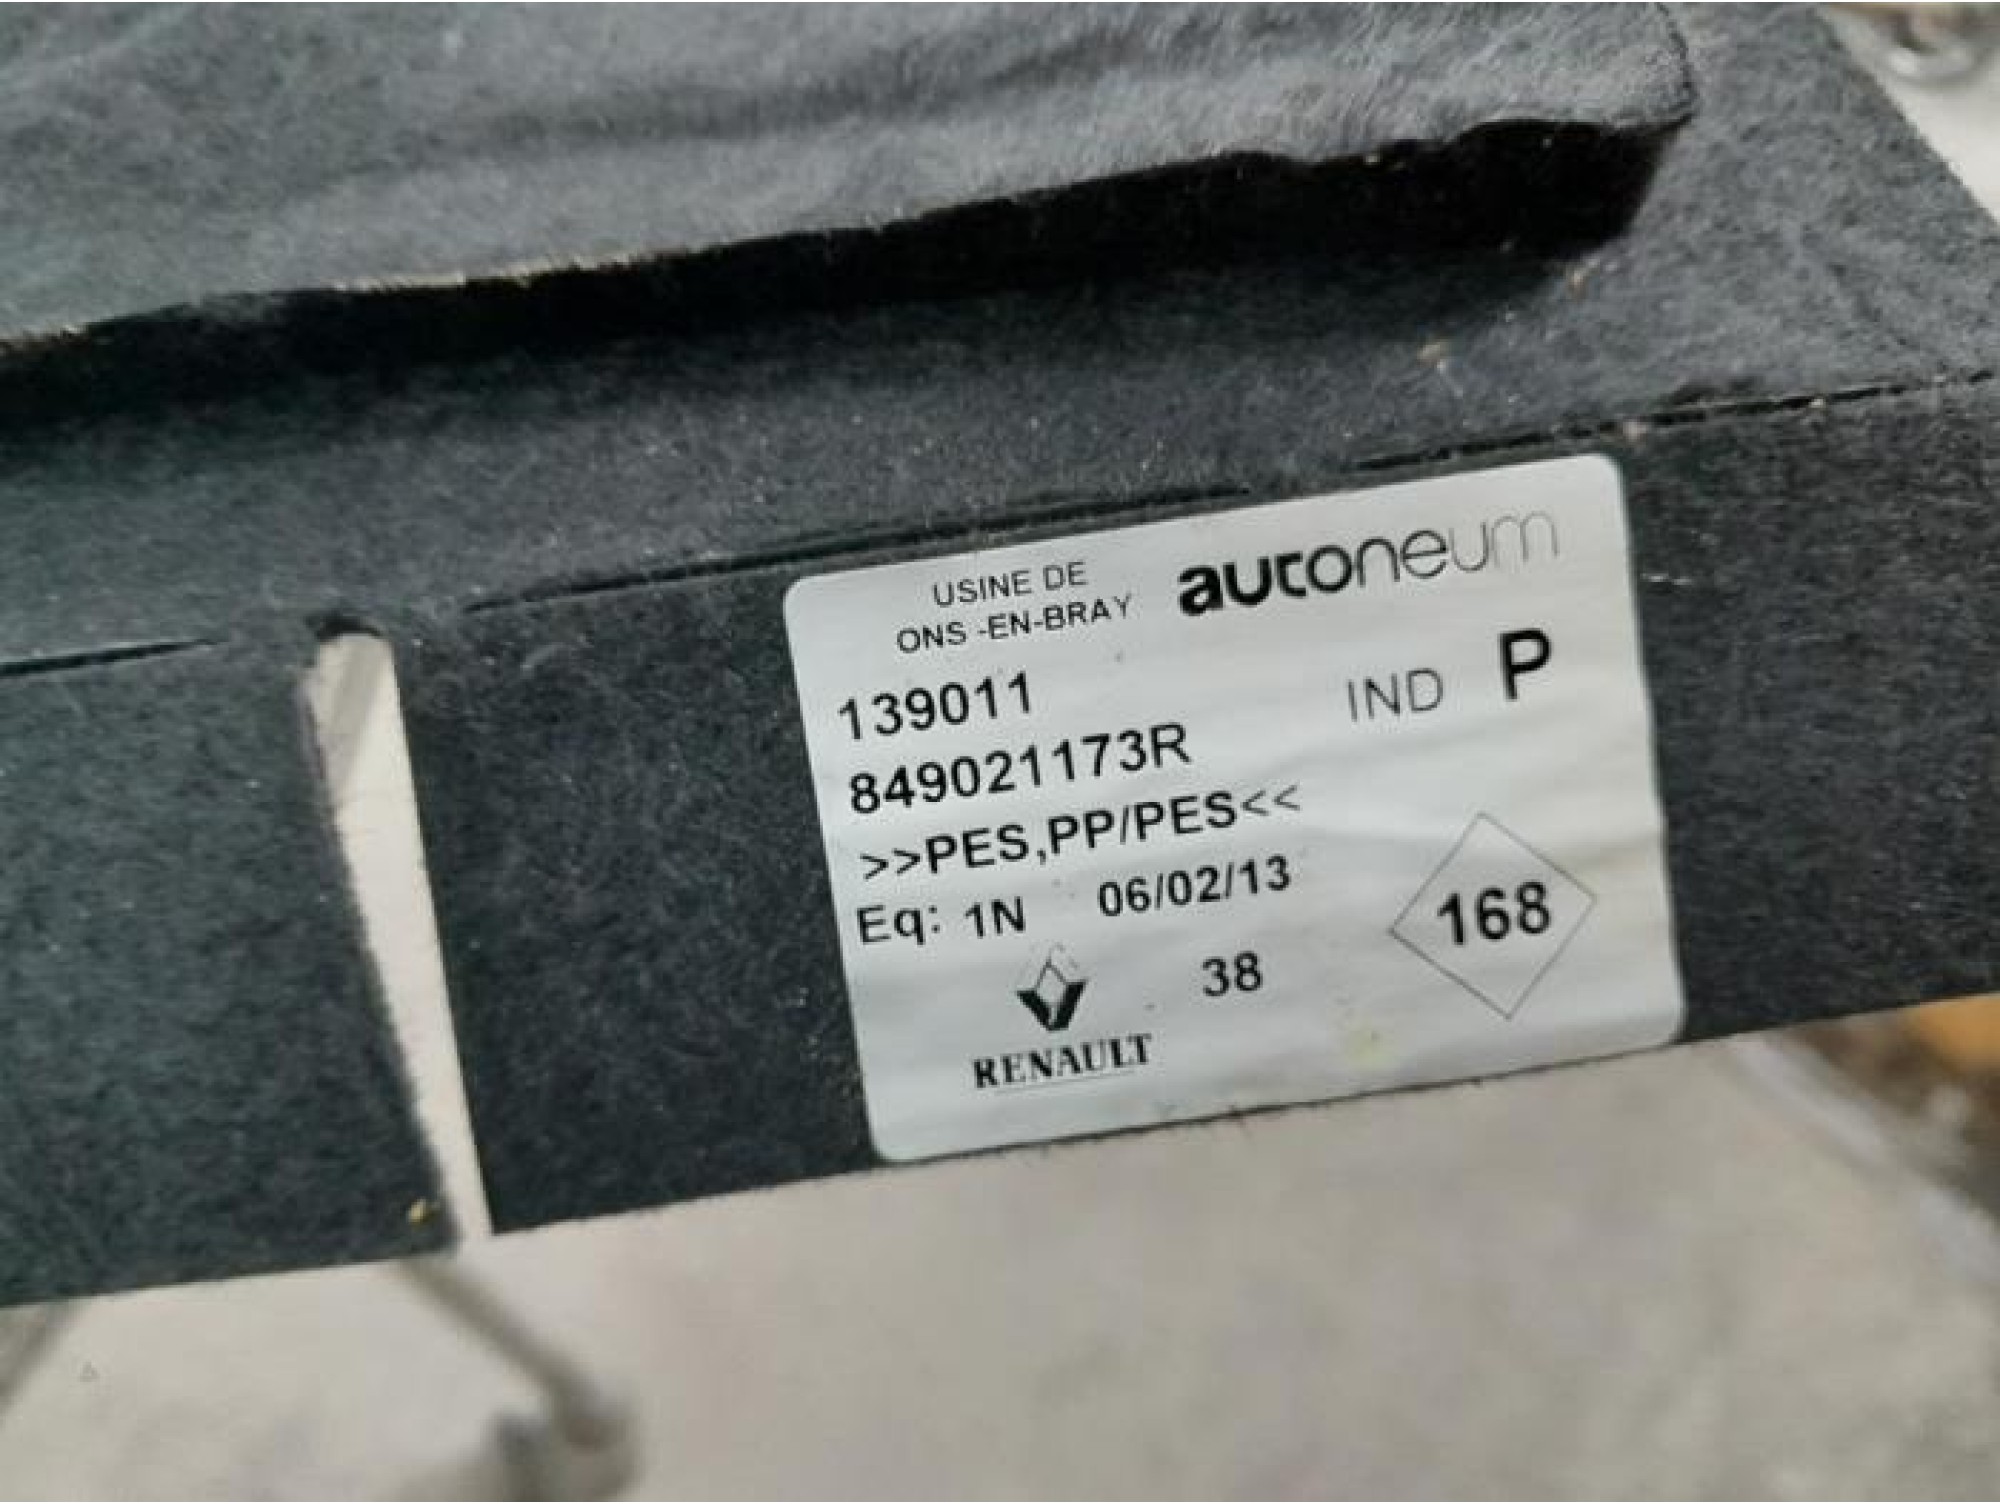 USINE DE
ONS -EN-BRAY
autoneum
139011
IND P
849021173R
>>PES,PP/PES<<
Eq: 1N 06/02/13
168
38
RENAULT